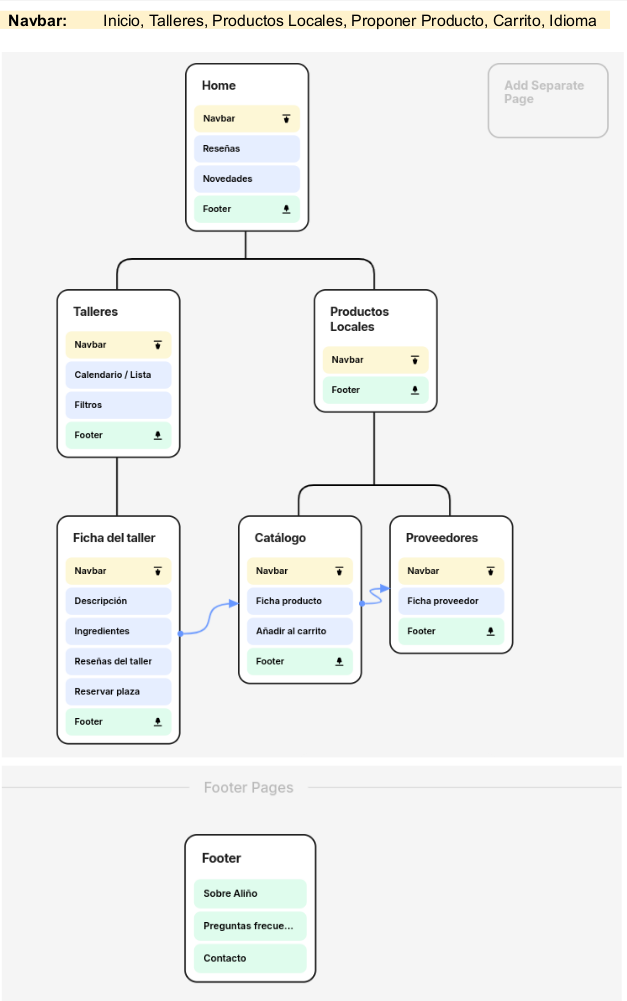 Navbar: Inicio, Talleres, Productos Locales, Proponer Producto, Carrito, Idioma
Home
Navbar
Reseñas
Novedades
Footer
Add Separate
Page
Talleres
Navbar
Calendario / Lista
Filtros
Footer
Productos
Locales
Navbar
Footer
Ficha del taller
Navbar
Descripción
Ingredientes
Reseñas del taller
Reservar plaza
Footer
Catálogo
Navbar
Ficha producto
Añadir al carrito
Footer
Proveedores
Navbar
Ficha proveedor
Footer
Footer Pages
Footer
Sobre Aliño
Preguntas frecue...
Contacto